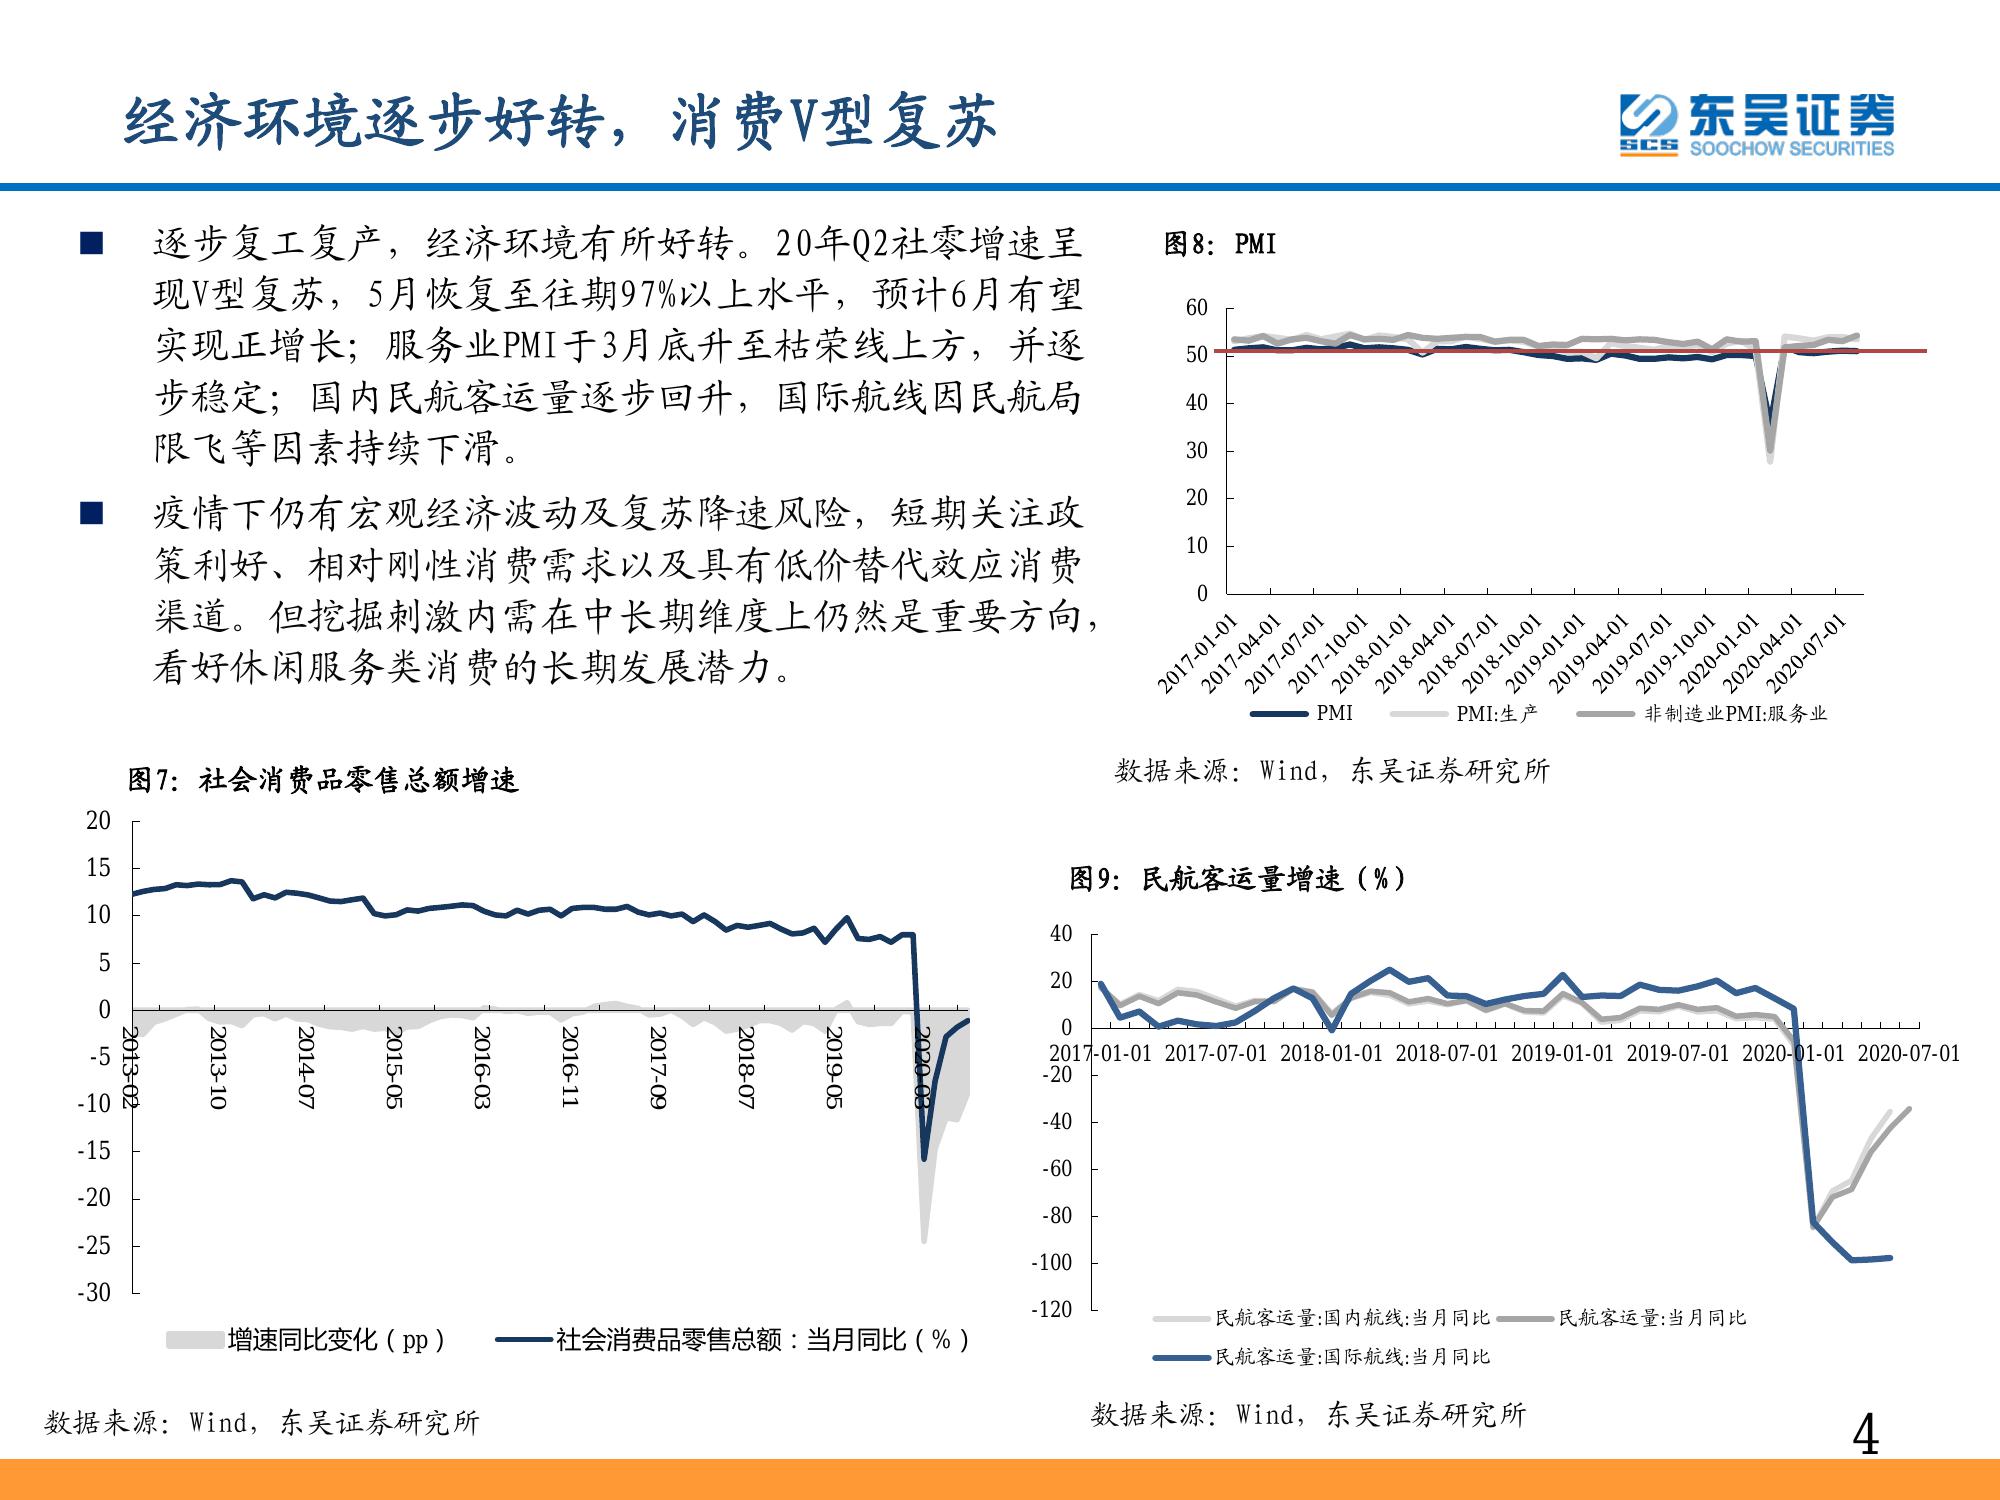 经济环境逐步好转，消费V型复苏
东吴证券
SCS
SOOCHOW SECURITIES
■ 逐步复工复产，经济环境有所好转。20年Q2社零增速呈
现V型复苏，5月恢复至往期97%以上水平，预计6月有望
实现正增长；服务业PMI于3月底升至枯荣线上方，并逐
步稳定；国内民航客运量逐步回升，国际航线因民航局
限飞等因素持续下滑。
■ 疫情下仍有宏观经济波动及复苏降速风险，短期关注政
策利好、相对刚性消费需求以及具有低价替代效应消费
渠道。但挖掘刺激内需在中长期维度上仍然是重要方向，
看好休闲服务类消费的长期发展潜力。
图8：PMI
60
50
40
30
20
10
0
2017-01-01 2017-04-01 2017-07-01 2017-10-01 2018-01-01 2018-04-01 2018-07-01 2018-10-01 2019-01-01 2019-04-01 2019-07-01 2019-10-01 2020-01-01 2020-04-01 2020-07-01
PMI PMI:生产 非制造业PMI:服务业
数据来源：Wind，东吴证券研究所
图7：社会消费品零售总额增速
20
15
10
5
0
-5
-10
-15
-20
-25
-30
2013-02 2013-10 2014-07 2015-05 2016-03 2016-11 2017-09 2018-07 2019-05 2020-03
增速同比变化（pp） 社会消费品零售总额：当月同比（%）
数据来源：Wind，东吴证券研究所
图9：民航客运量增速（%）
40
20
0
-20
-40
-60
-80
-100
-120
2017-01-01 2017-07-01 2018-01-01 2018-07-01 2019-01-01 2019-07-01 2020-01-01 2020-07-01
民航客运量:国内航线:当月同比 民航客运量:当月同比
民航客运量:国际航线:当月同比
数据来源：Wind，东吴证券研究所
4